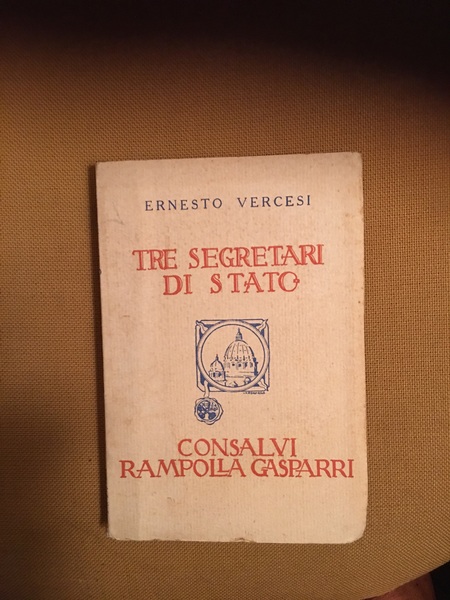 ERNESTO VERCESI
TRE SEGRETARI
DI STATO
CONSALVI
RAMPOLLA GASPARRI